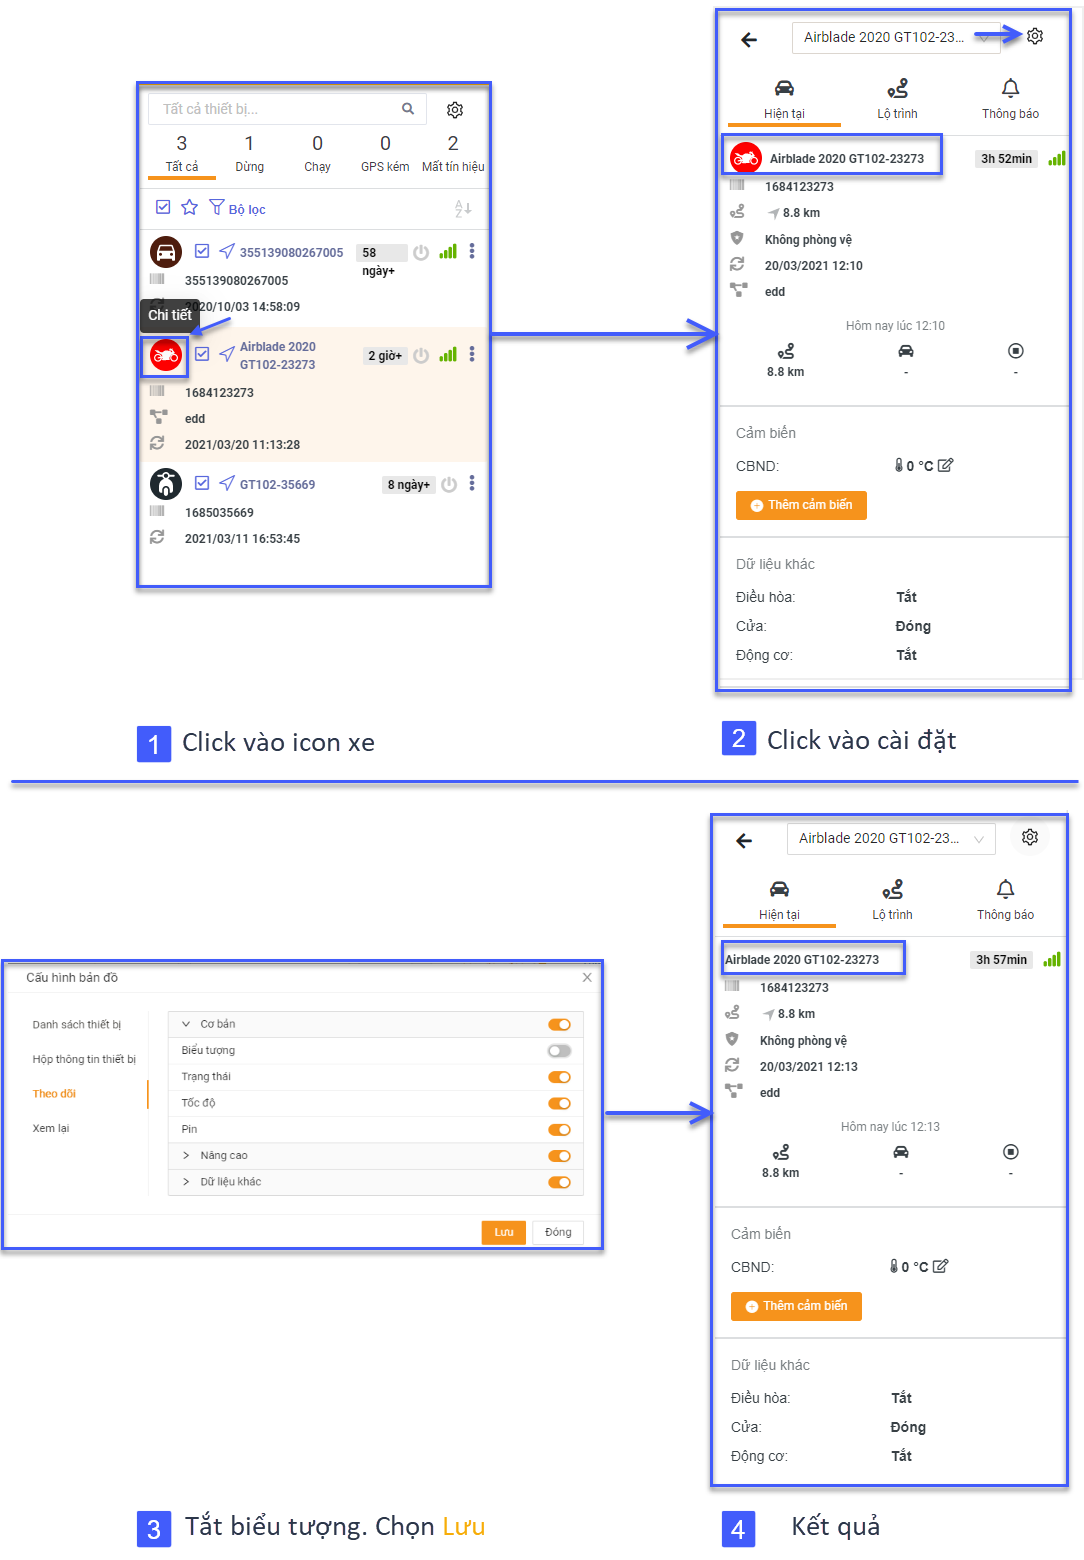 Tất cả thiết bị...
3 1 0 0 2
Tất cả Dừng Chạy GPS kém Mất tín hiệu
Bộ lọc
355139080267005 58 ngày+
355139080267005
2020/10/03 14:58:09
Chi tiết
Airblade 2020 GT102-23273 2 giờ+
1684123273
edd
2021/03/20 11:13:28
GT102-35669 8 ngày+
1685035669
2021/03/11 16:53:45
1 Click vào icon xe
Airblade 2020 GT102-23...
Hiện tại Lộ trình Thông báo
Airblade 2020 GT102-23273 3h 52min
1684123273
8.8 km
Không phòng vệ
20/03/2021 12:10
edd
Hôm nay lúc 12:10
8.8 km - -
Cảm biến
CBND: 0 °C
Thêm cảm biến
Dữ liệu khác
Điều hòa: Tắt
Cửa: Đóng
Động cơ: Tắt
2 Click vào cài đặt
Cấu hình bản đồ
Danh sách thiết bị
Hộp thông tin thiết bị
Theo dõi
Xem lại
Cơ bản
Biểu tượng
Trạng thái
Tốc độ
Pin
Nâng cao
Dữ liệu khác
Lưu Đóng
3 Tắt biểu tượng. Chọn Lưu
Airblade 2020 GT102-23...
Hiện tại Lộ trình Thông báo
Airblade 2020 GT102-23273 3h 57min
1684123273
8.8 km
Không phòng vệ
20/03/2021 12:13
edd
Hôm nay lúc 12:13
8.8 km - -
Cảm biến
CBND: 0 °C
Thêm cảm biến
Dữ liệu khác
Điều hòa: Tắt
Cửa: Đóng
Động cơ: Tắt
4 Kết quả